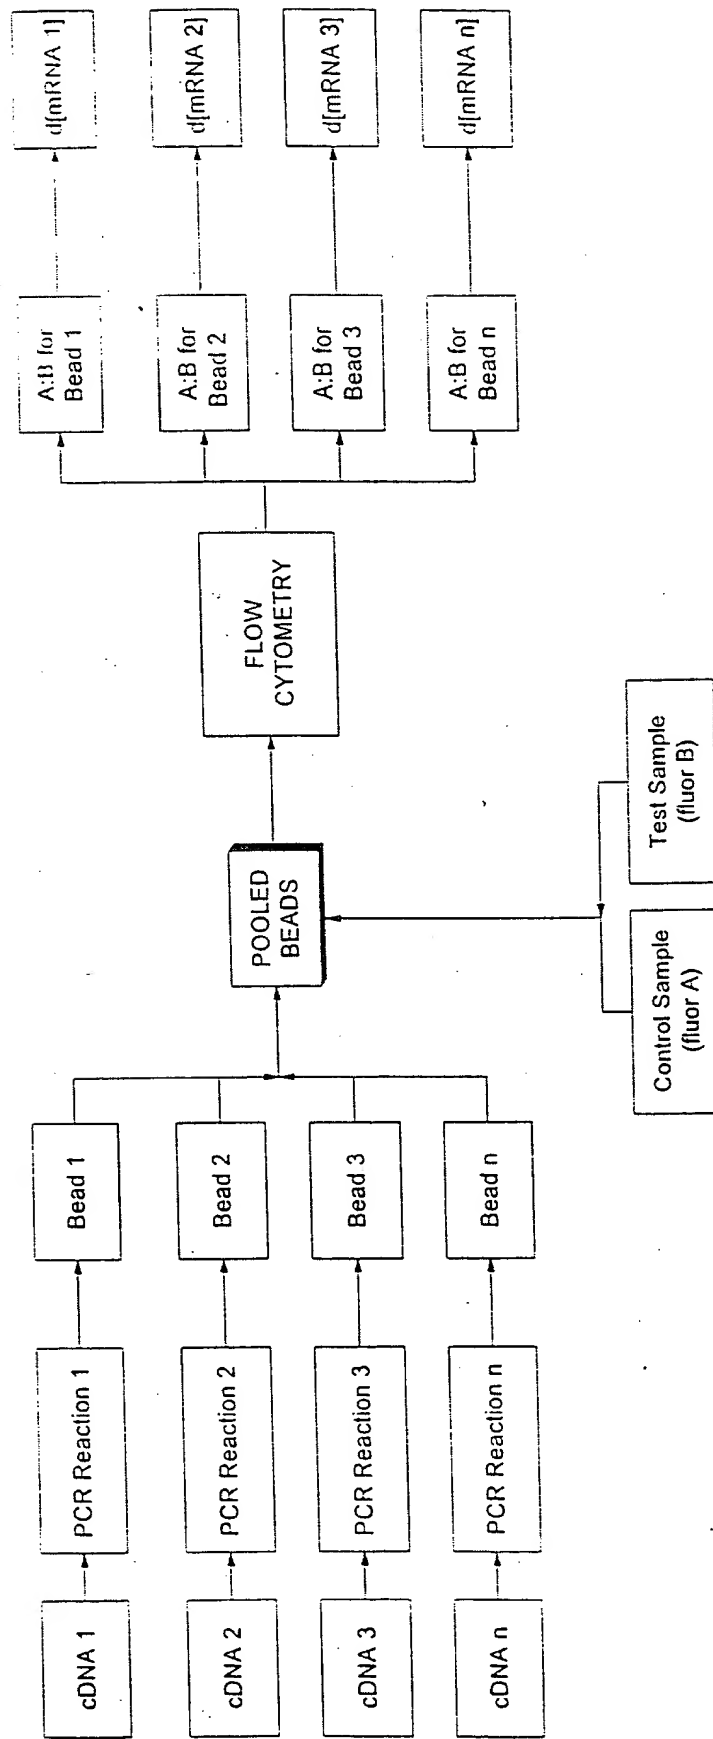 cDNA 1
PCR Reaction 1
Bead 1
cDNA 2
PCR Reaction 2
Bead 2
cDNA 3
PCR Reaction 3
Bead 3
cDNA n
PCR Reaction n
Bead n
POOLED
BEADS
Control Sample
(fluor A)
Test Sample
(fluor B)
FLOW
CYTOMETRY
A:B for
Bead 1
d[mRNA 1]
A:B for
Bead 2
d[mRNA 2]
A:B for
Bead 3
d[mRNA 3]
A:B for
Bead n
d[mRNA n]